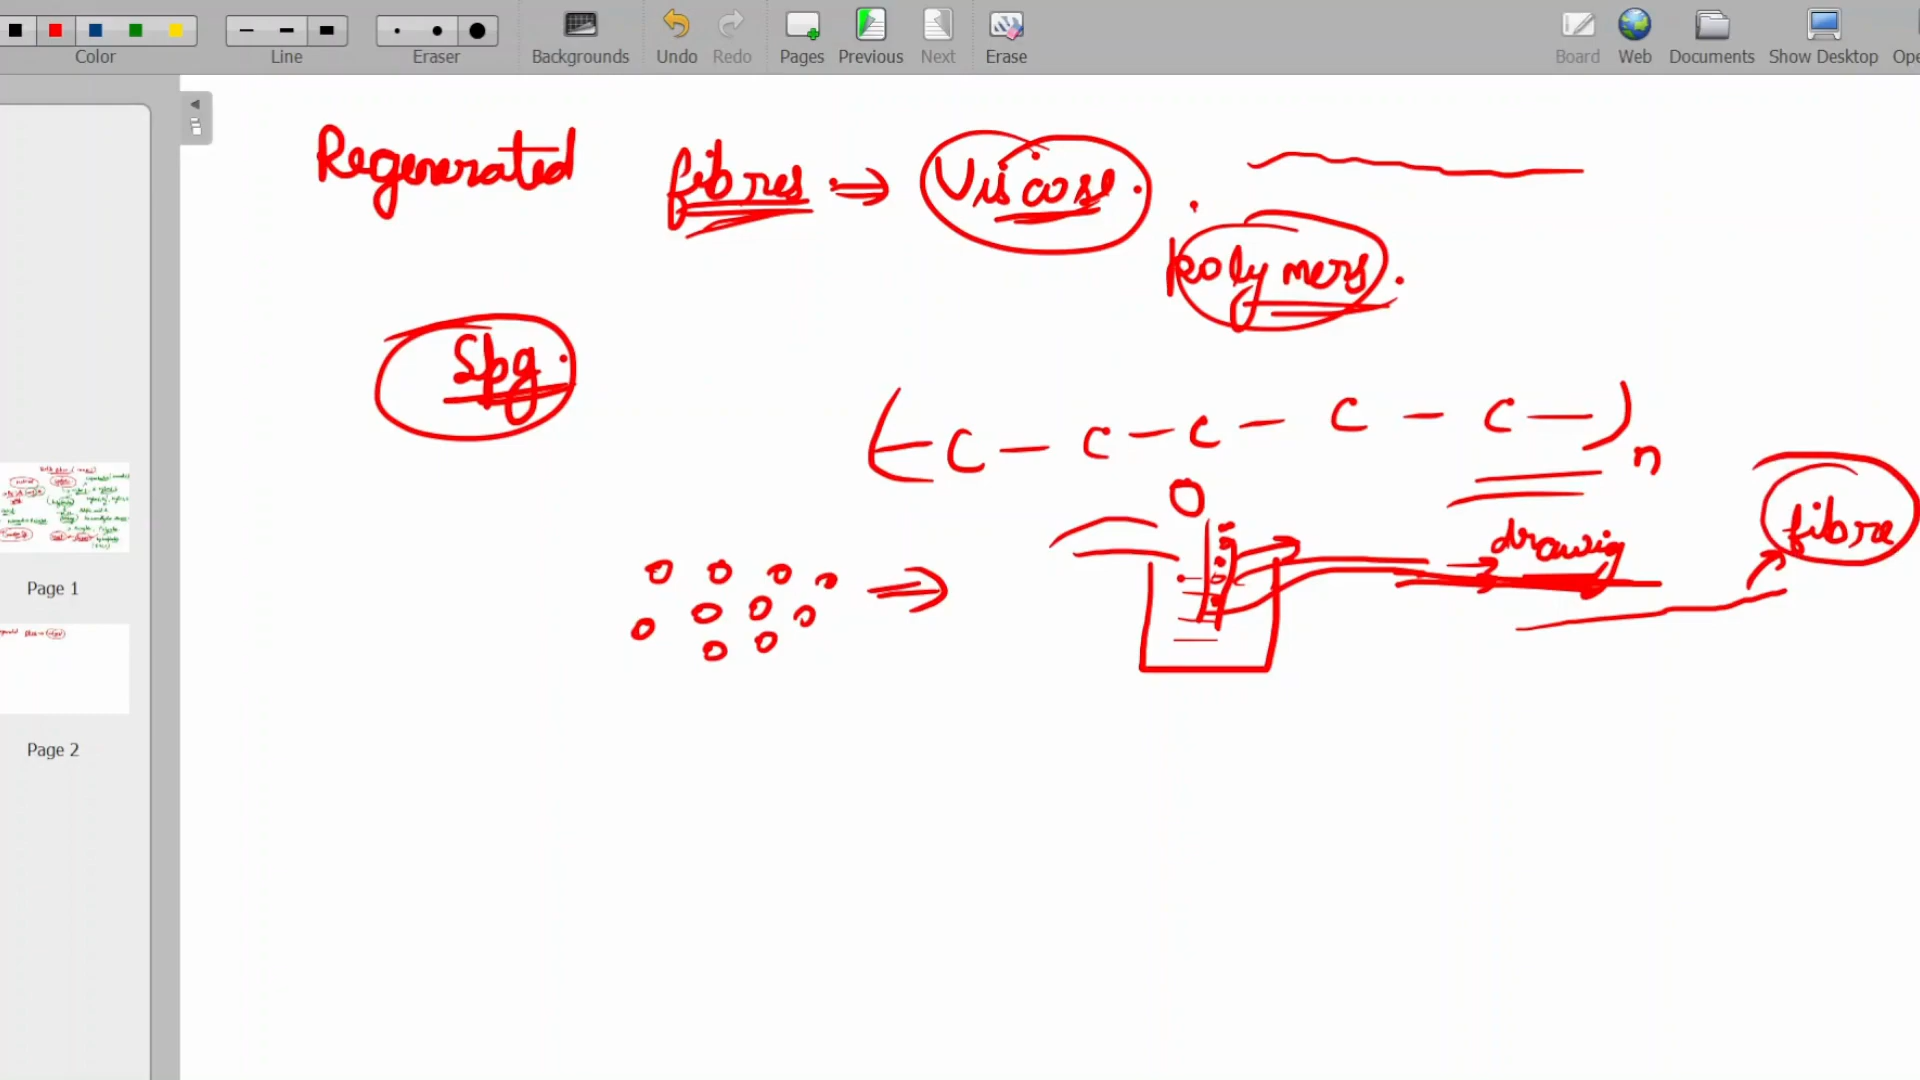 Color Line Eraser Backgrounds Undo Redo Pages Previous Next Erase Board Web Documents Show Desktop Ope
Regenerated fibres ⇒ Viscose.
polymers.
Spg.
(– C – C – C – C – C –)n
drawing
fibre
Page 1
Page 2